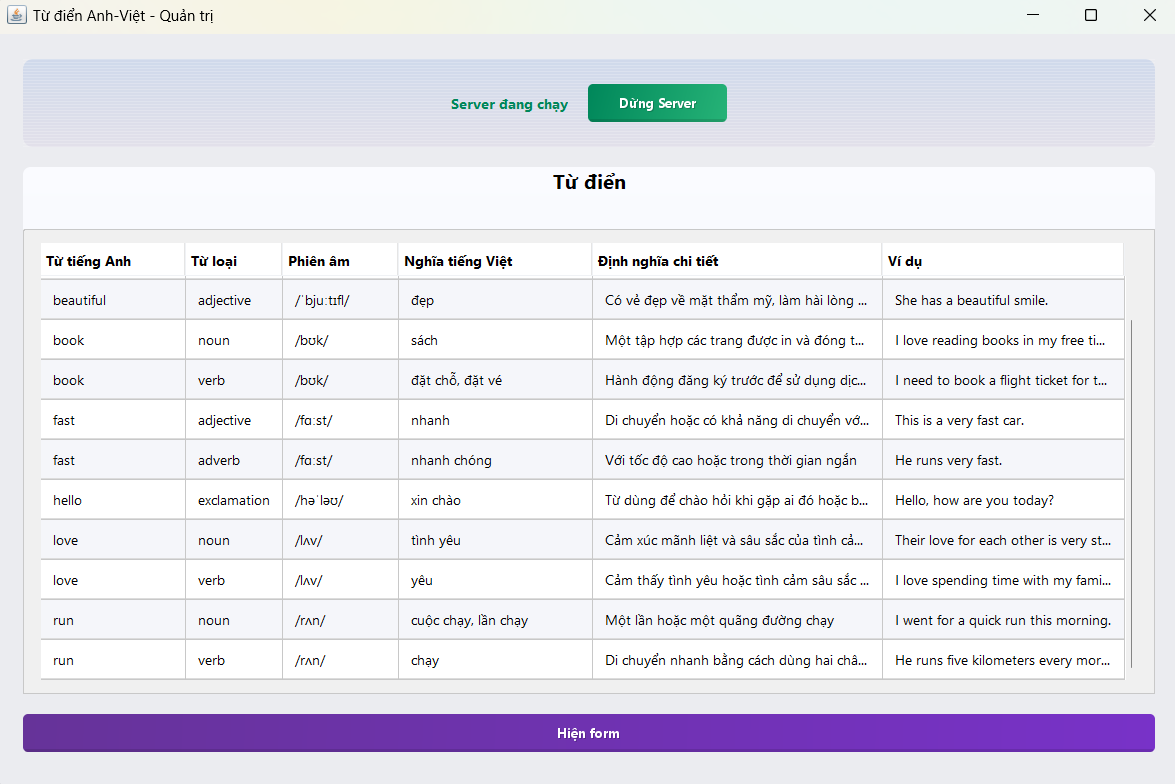 Từ điển Anh-Việt - Quản trị
Server đang chạy Dừng Server
Từ điển
Từ tiếng Anh Từ loại Phiên âm Nghĩa tiếng Việt Định nghĩa chi tiết Ví dụ
beautiful adjective /ˈbjuːtɪfl/ đẹp Có vẻ đẹp về mặt thẩm mỹ, làm hài lòng ... She has a beautiful smile.
book noun /bʊk/ sách Một tập hợp các trang được in và đóng t... I love reading books in my free ti...
book verb /bʊk/ đặt chỗ, đặt vé Hành động đăng ký trước để sử dụng dịc... I need to book a flight ticket for t...
fast adjective /fɑːst/ nhanh Di chuyển hoặc có khả năng di chuyển vớ... This is a very fast car.
fast adverb /fɑːst/ nhanh chóng Với tốc độ cao hoặc trong thời gian ngắn He runs very fast.
hello exclamation /həˈləʊ/ xin chào Từ dùng để chào hỏi khi gặp ai đó hoặc b... Hello, how are you today?
love noun /lʌv/ tình yêu Cảm xúc mãnh liệt và sâu sắc của tình cả... Their love for each other is very st...
love verb /lʌv/ yêu Cảm thấy tình yêu hoặc tình cảm sâu sắc ... I love spending time with my fami...
run noun /rʌn/ cuộc chạy, lần chạy Một lần hoặc một quãng đường chạy I went for a quick run this morning.
run verb /rʌn/ chạy Di chuyển nhanh bằng cách dùng hai châ... He runs five kilometers every mor...
Hiện form